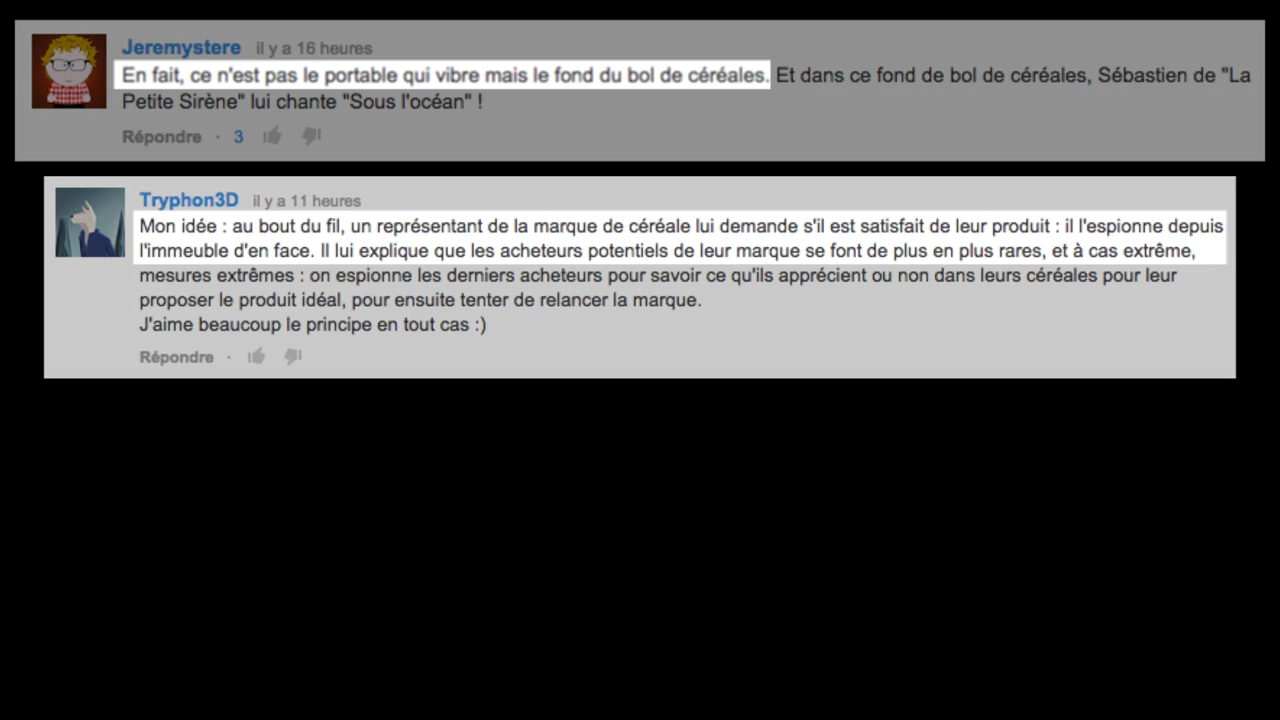 Jeremystere il y a 16 heures
En fait, ce n'est pas le portable qui vibre mais le fond du bol de céréales. Et dans ce fond de bol de céréales, Sébastien de "La
Petite Sirène" lui chante "Sous l'océan" !
Répondre · 3
Tryphon3D il y a 11 heures
Mon idée : au bout du fil, un représentant de la marque de céréale lui demande s'il est satisfait de leur produit : il l'espionne depuis
l'immeuble d'en face. Il lui explique que les acheteurs potentiels de leur marque se font de plus en plus rares, et à cas extrême,
mesures extrêmes : on espionne les derniers acheteurs pour savoir ce qu'ils apprécient ou non dans leurs céréales pour leur
proposer le produit idéal, pour ensuite tenter de relancer la marque.
J'aime beaucoup le principe en tout cas :)
Répondre ·